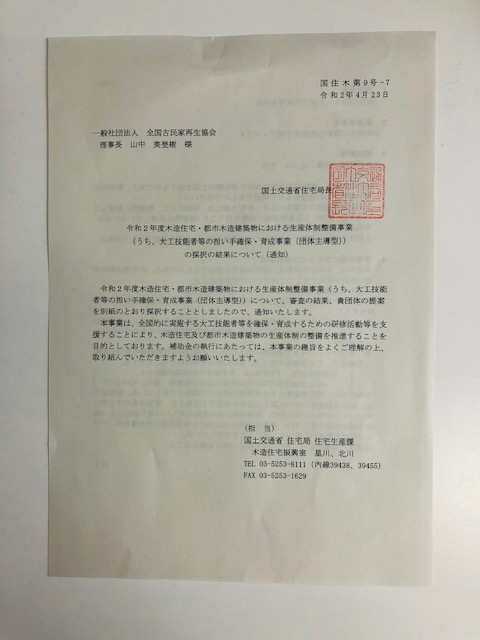 国住木第９号－７
令和２年４月２３日
一般社団法人　全国古民家再生協会
理事長　山中　美登樹　様
国土交通省住宅局長
令和２年度木造住宅・都市木造建築物における生産体制整備事業
（うち、大工技能者等の担い手確保・育成事業（団体主導型））
の採択の結果について（通知）
令和２年度木造住宅・都市木造建築物における生産体制整備事業（うち、大工技能
者等の担い手確保・育成事業（団体主導型））について、審査の結果、貴団体の提案
を別紙のとおり採択することとしましたので、通知いたします。
本事業は、全国的に実施する大工技能者等を確保・育成するための研修活動等を支
援することにより、木造住宅及び都市木造建築物の生産体制の整備を推進することを
目的としております。補助金の執行にあたっては、本事業の趣旨をよくご理解の上、
取り組んでいただきますようお願いいたします。
（担　当）
国土交通省 住宅局 住宅生産課
木造住宅振興室　星川、北川
TEL 03-5253-8111（内線39438、39455）
FAX 03-5253-1629